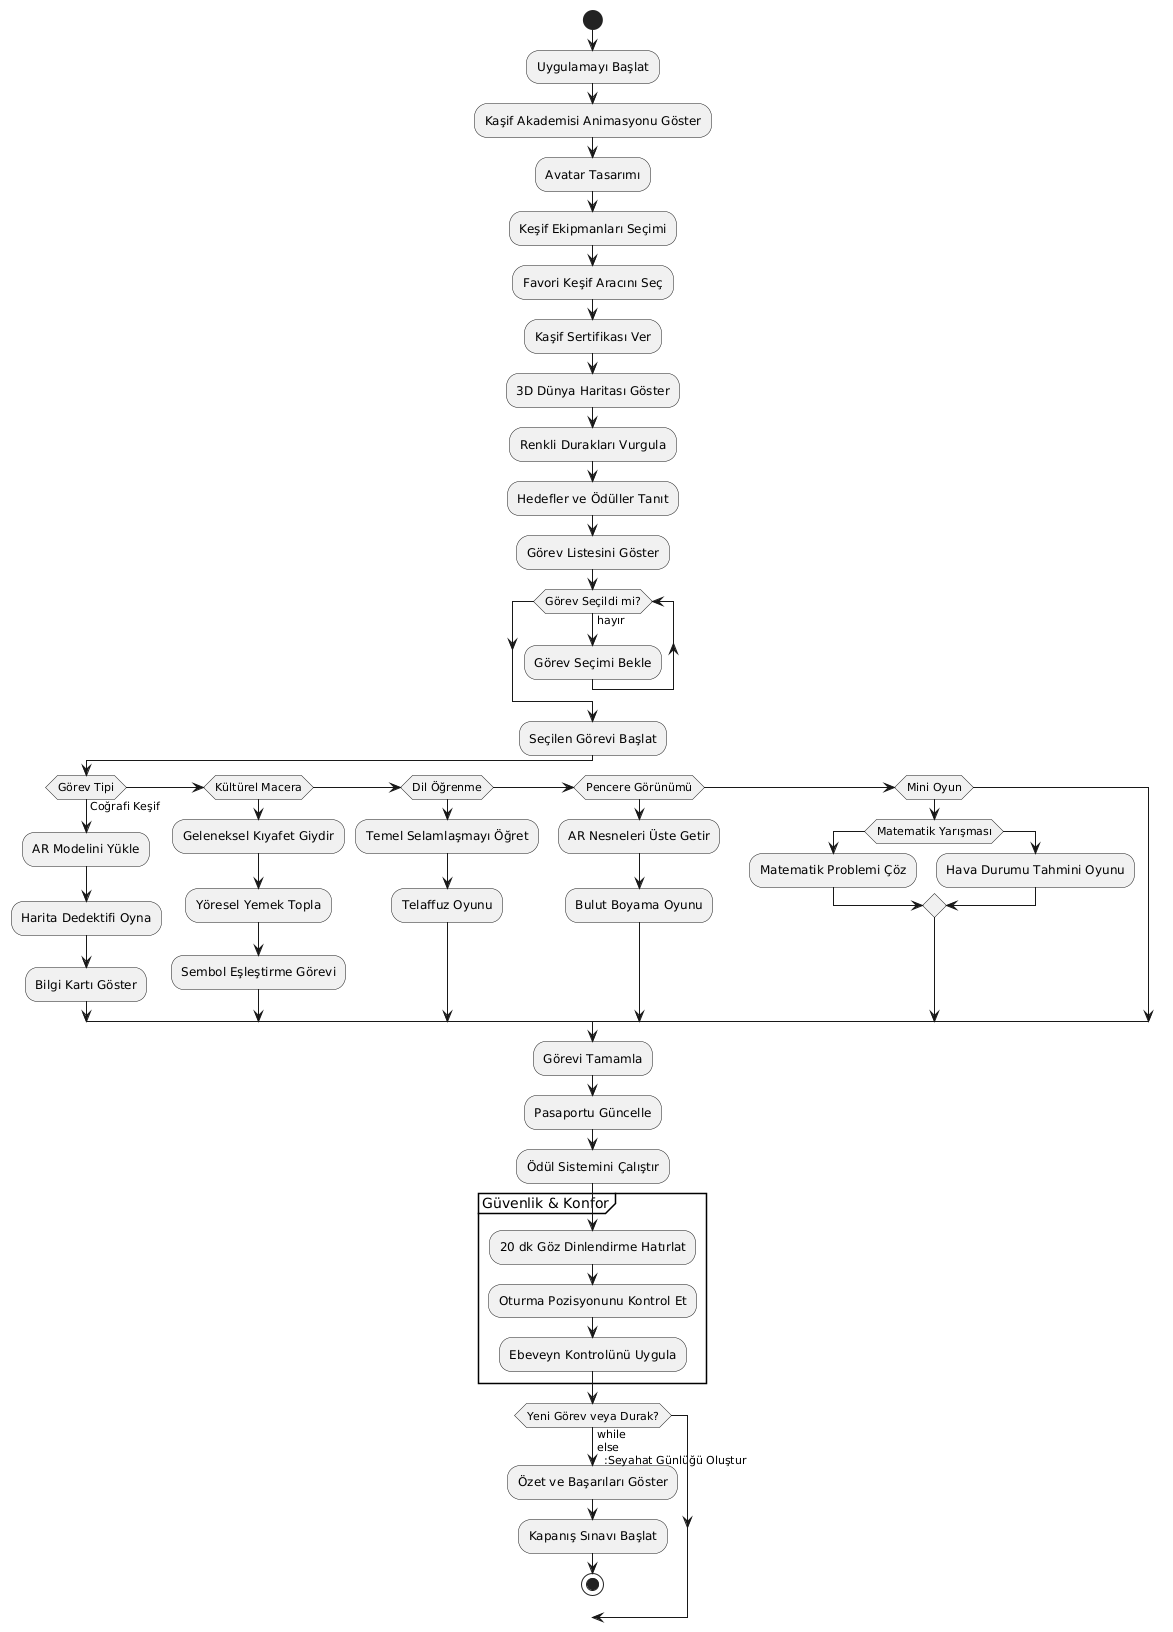 Uygulamayı Başlat
Kaşif Akademisi Animasyonu Göster
Avatar Tasarımı
Keşif Ekipmanları Seçimi
Favori Keşif Aracını Seç
Kaşif Sertifikası Ver
3D Dünya Haritası Göster
Renkli Durakları Vurgula
Hedefler ve Ödüller Tanıt
Görev Listesini Göster
Görev Seçildi mi?
hayır
Görev Seçimi Bekle
Seçilen Görevi Başlat
Görev Tipi
Coğrafi Keşif
AR Modelini Yükle
Harita Dedektifi Oyna
Bilgi Kartı Göster
Kültürel Macera
Geleneksel Kıyafet Giydir
Yöresel Yemek Topla
Sembol Eşleştirme Görevi
Dil Öğrenme
Temel Selamlaşmayı Öğret
Telaffuz Oyunu
Pencere Görünümü
AR Nesneleri Üste Getir
Bulut Boyama Oyunu
Mini Oyun
Matematik Yarışması
Matematik Problemi Çöz
Hava Durumu Tahmini Oyunu
Görevi Tamamla
Pasaportu Güncelle
Ödül Sistemini Çalıştır
Güvenlik & Konfor
20 dk Göz Dinlendirme Hatırlat
Oturma Pozisyonunu Kontrol Et
Ebeveyn Kontrolünü Uygula
Yeni Görev veya Durak?
while
else
:Seyahat Günlüğü Oluştur
Özet ve Başarıları Göster
Kapanış Sınavı Başlat